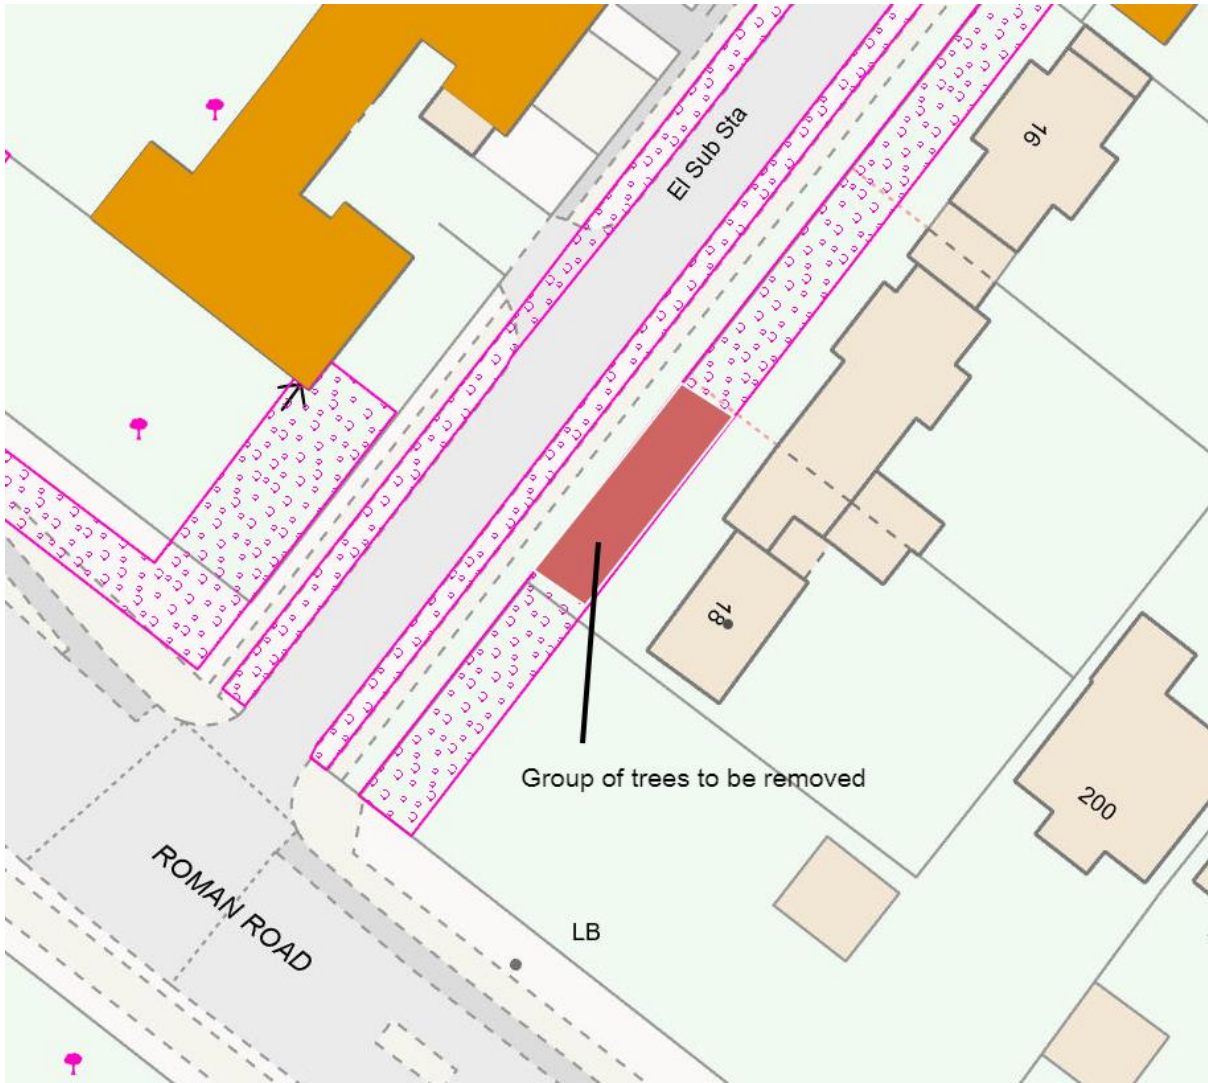 El Sub Sta
16
18
Group of trees to be removed
200
ROMAN ROAD
LB